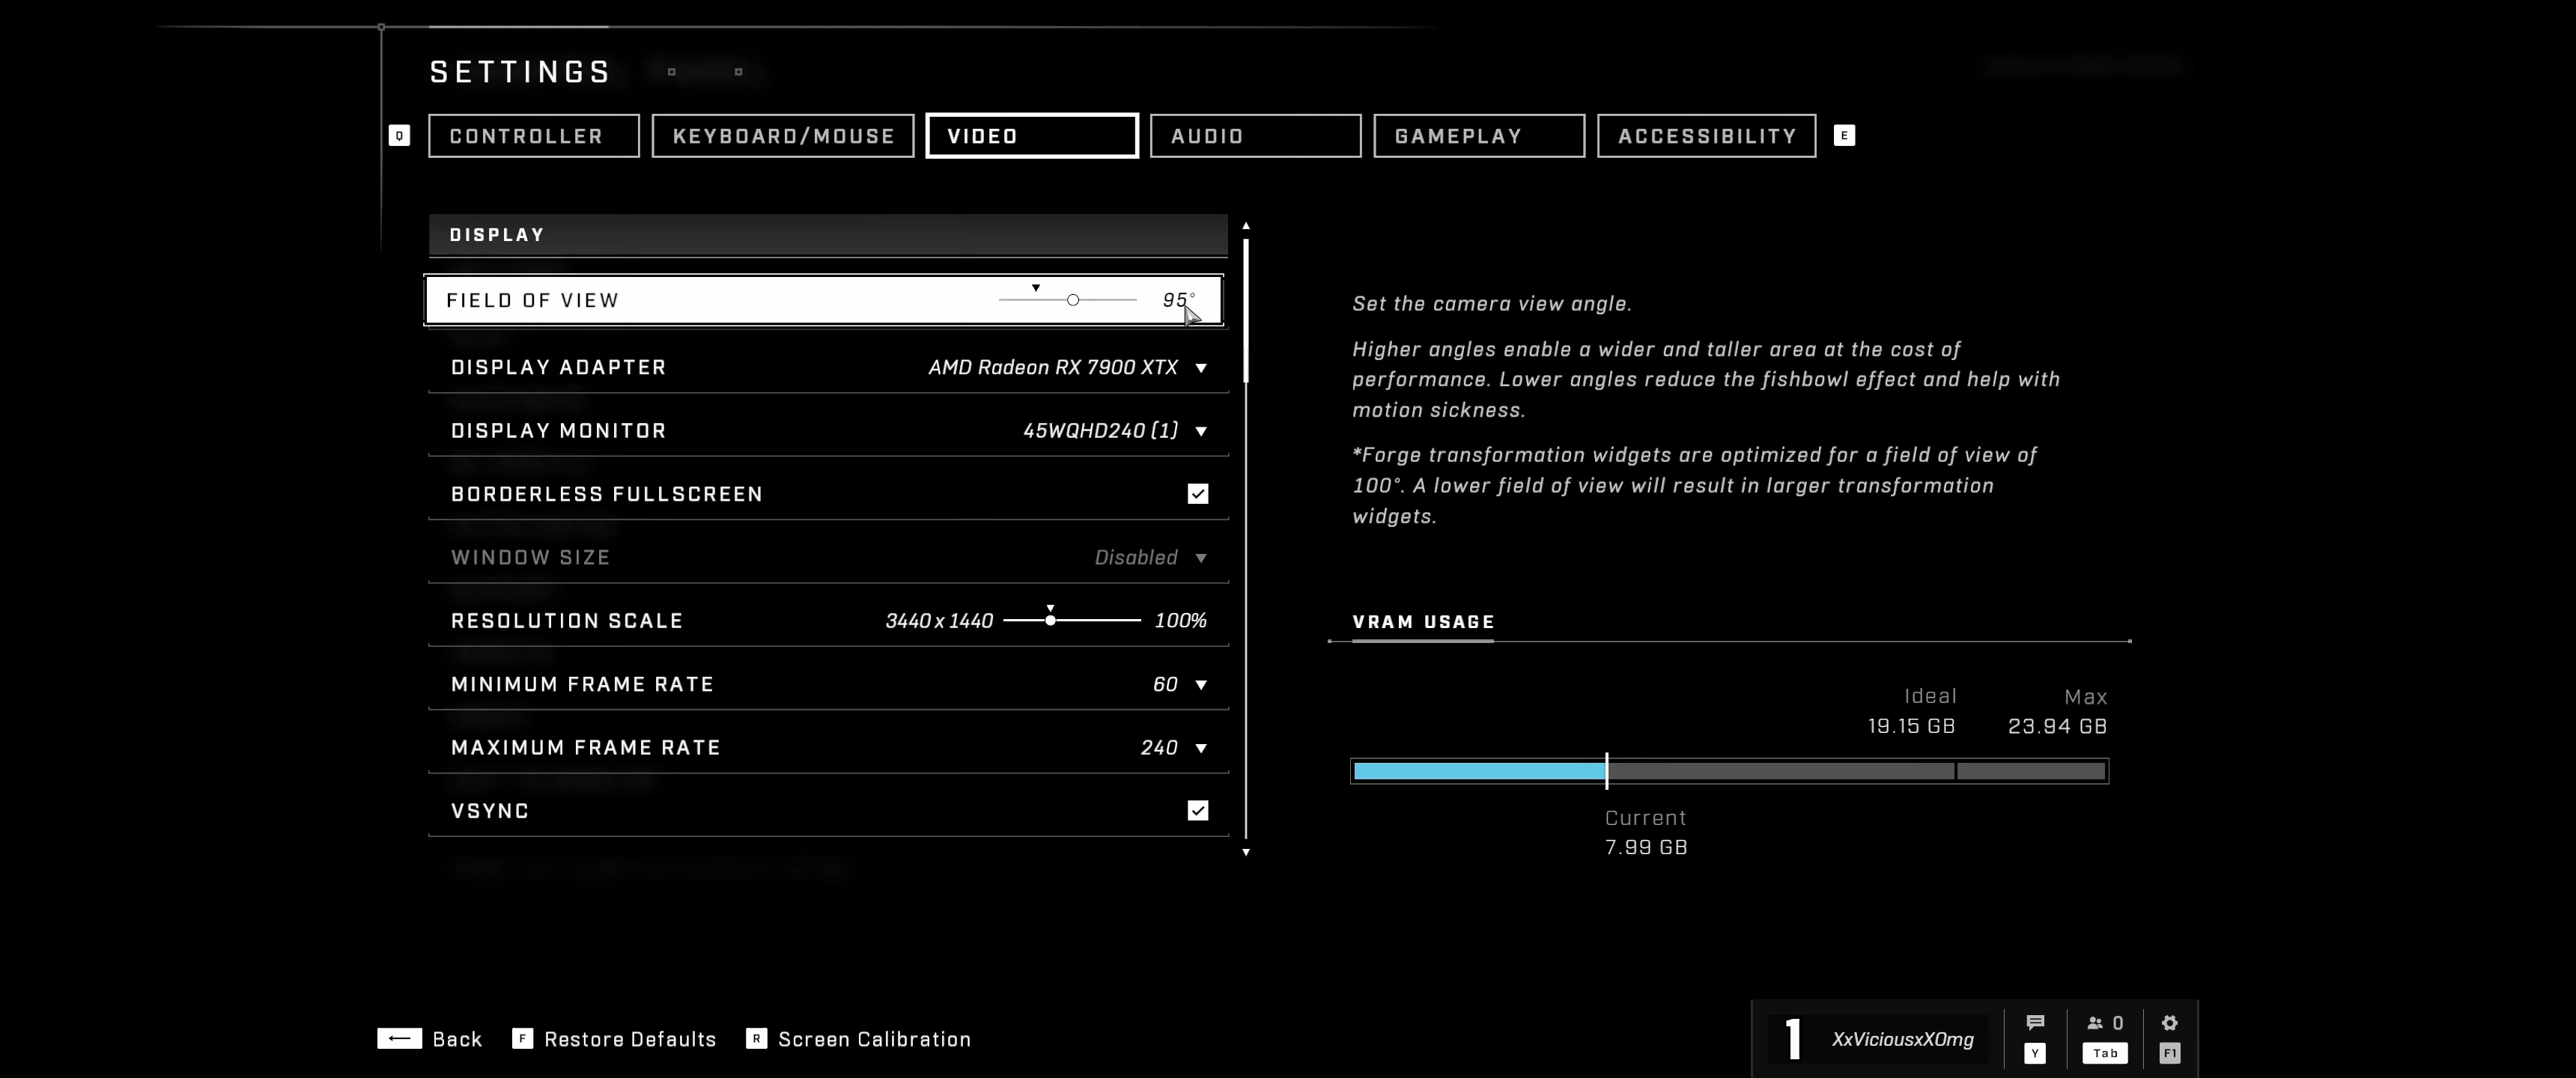 SETTINGS
Q CONTROLLER KEYBOARD/MOUSE VIDEO AUDIO GAMEPLAY ACCESSIBILITY E
DISPLAY
FIELD OF VIEW 95°
DISPLAY ADAPTER AMD Radeon RX 7900 XTX
DISPLAY MONITOR 45WQHD240 (1)
BORDERLESS FULLSCREEN
WINDOW SIZE Disabled
RESOLUTION SCALE 3440 x 1440 100%
MINIMUM FRAME RATE 60
MAXIMUM FRAME RATE 240
VSYNC
Set the camera view angle.
Higher angles enable a wider and taller area at the cost of
performance. Lower angles reduce the fishbowl effect and help with
motion sickness.
*Forge transformation widgets are optimized for a field of view of
100°. A lower field of view will result in larger transformation
widgets.
VRAM USAGE
Ideal Max
19.15 GB 23.94 GB
Current
7.99 GB
Back F Restore Defaults R Screen Calibration
1 XxViciousxX0mg 0
Y Tab F1